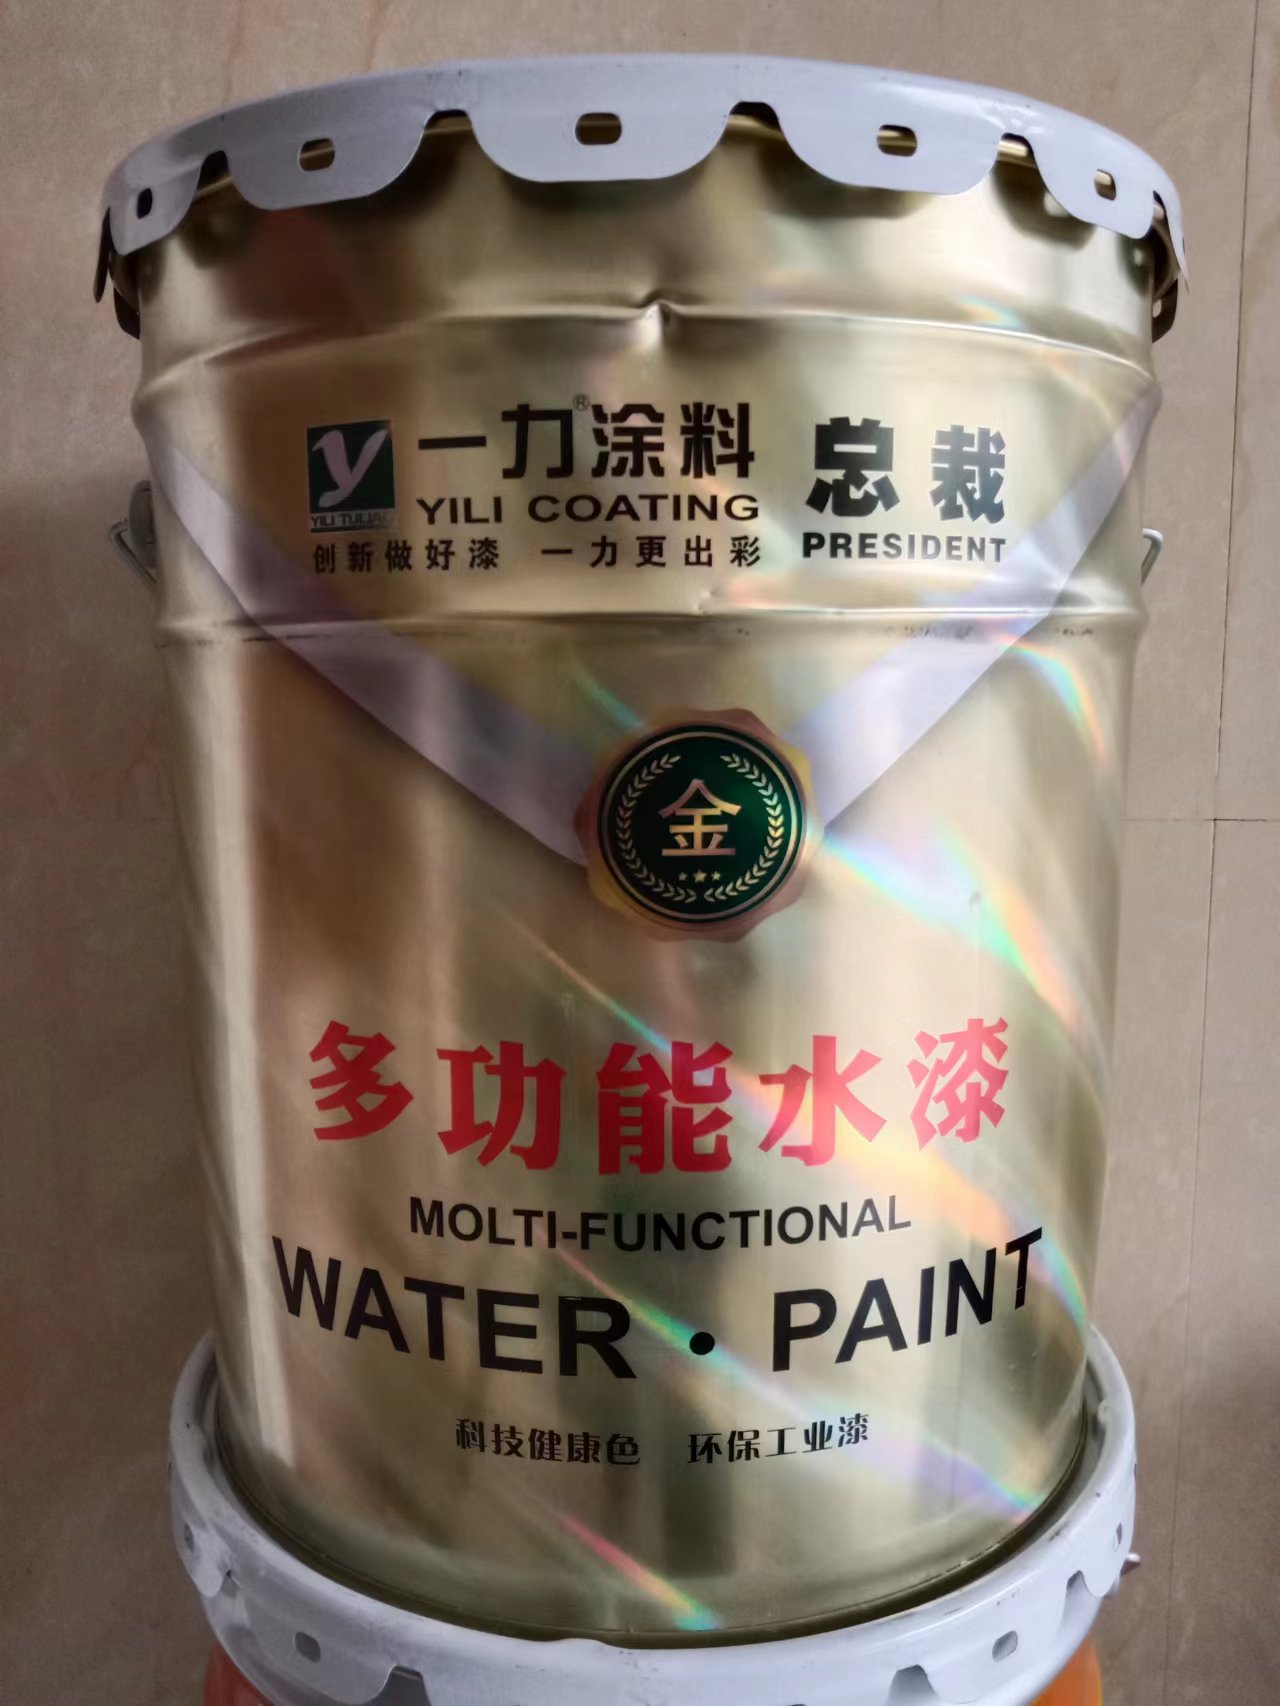 一力®涂料 总裁
YILI TULIAO YILI COATING PRESIDENT
创新做好漆 一力更出彩
金
多功能水漆
MOLTI-FUNCTIONAL
WATER · PAINT
科技健康色 环保工业漆